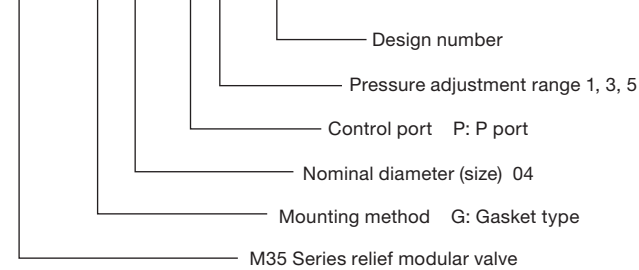 Design number
Pressure adjustment range 1, 3, 5
Control port P: P port
Nominal diameter (size) 04
Mounting method G: Gasket type
M35 Series relief modular valve